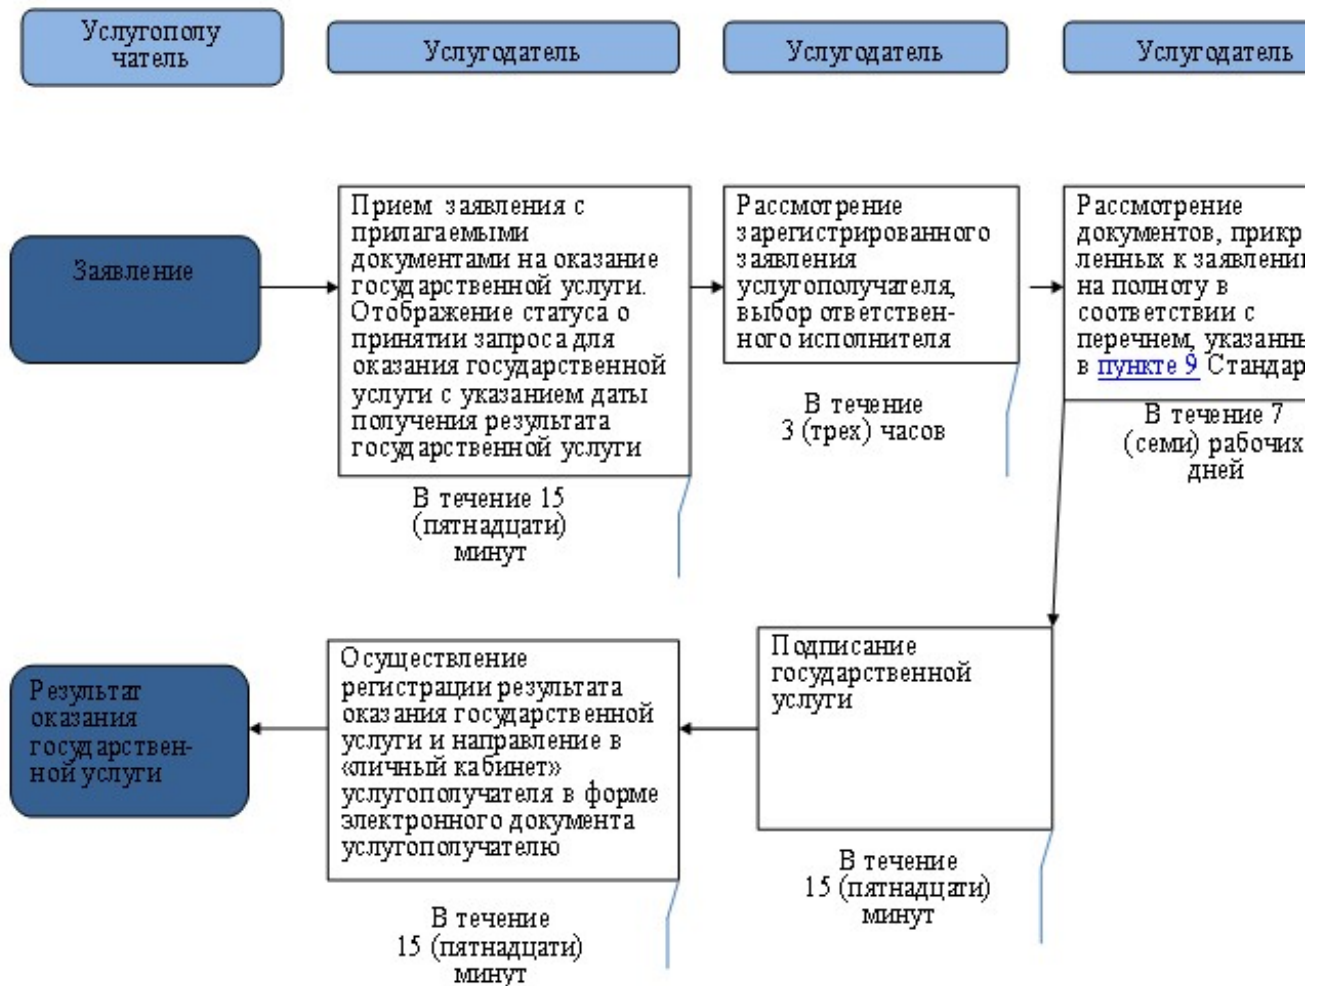 Услугополу
чатель
Услугодатель
Услугодатель
Услугодатель
Заявление
Прием заявления с
прилагаемыми
документами на оказание
государственной услуги.
Отображение статуса о
принятии запроса для
оказания государственной
услуги с указанием даты
получения результата
государственной услуги
В течение 15
(пятнадцати)
минут
Рассмотрение
зарегистрированного
заявления
услугополучателя,
выбор ответствен-
ного исполнителя
В течение
3 (трех) часов
Рассмотрение
документов, прикр
ленных к заявлени
на полноту в
соответствии с
перечнем, указанн
в пункте 9 Стандар
В течение 7
(семи) рабочих
дней
Результат
оказания
государствен-
ной услуги
Осуществление
регистрации результата
оказания государственной
услуги и направление в
«личный кабинет»
услугополучателя в форме
электронного документа
услугополучателю
В течение
15 (пятнадцати)
минут
Подписание
государственной
услуги
В течение
15 (пятнадцати)
минут